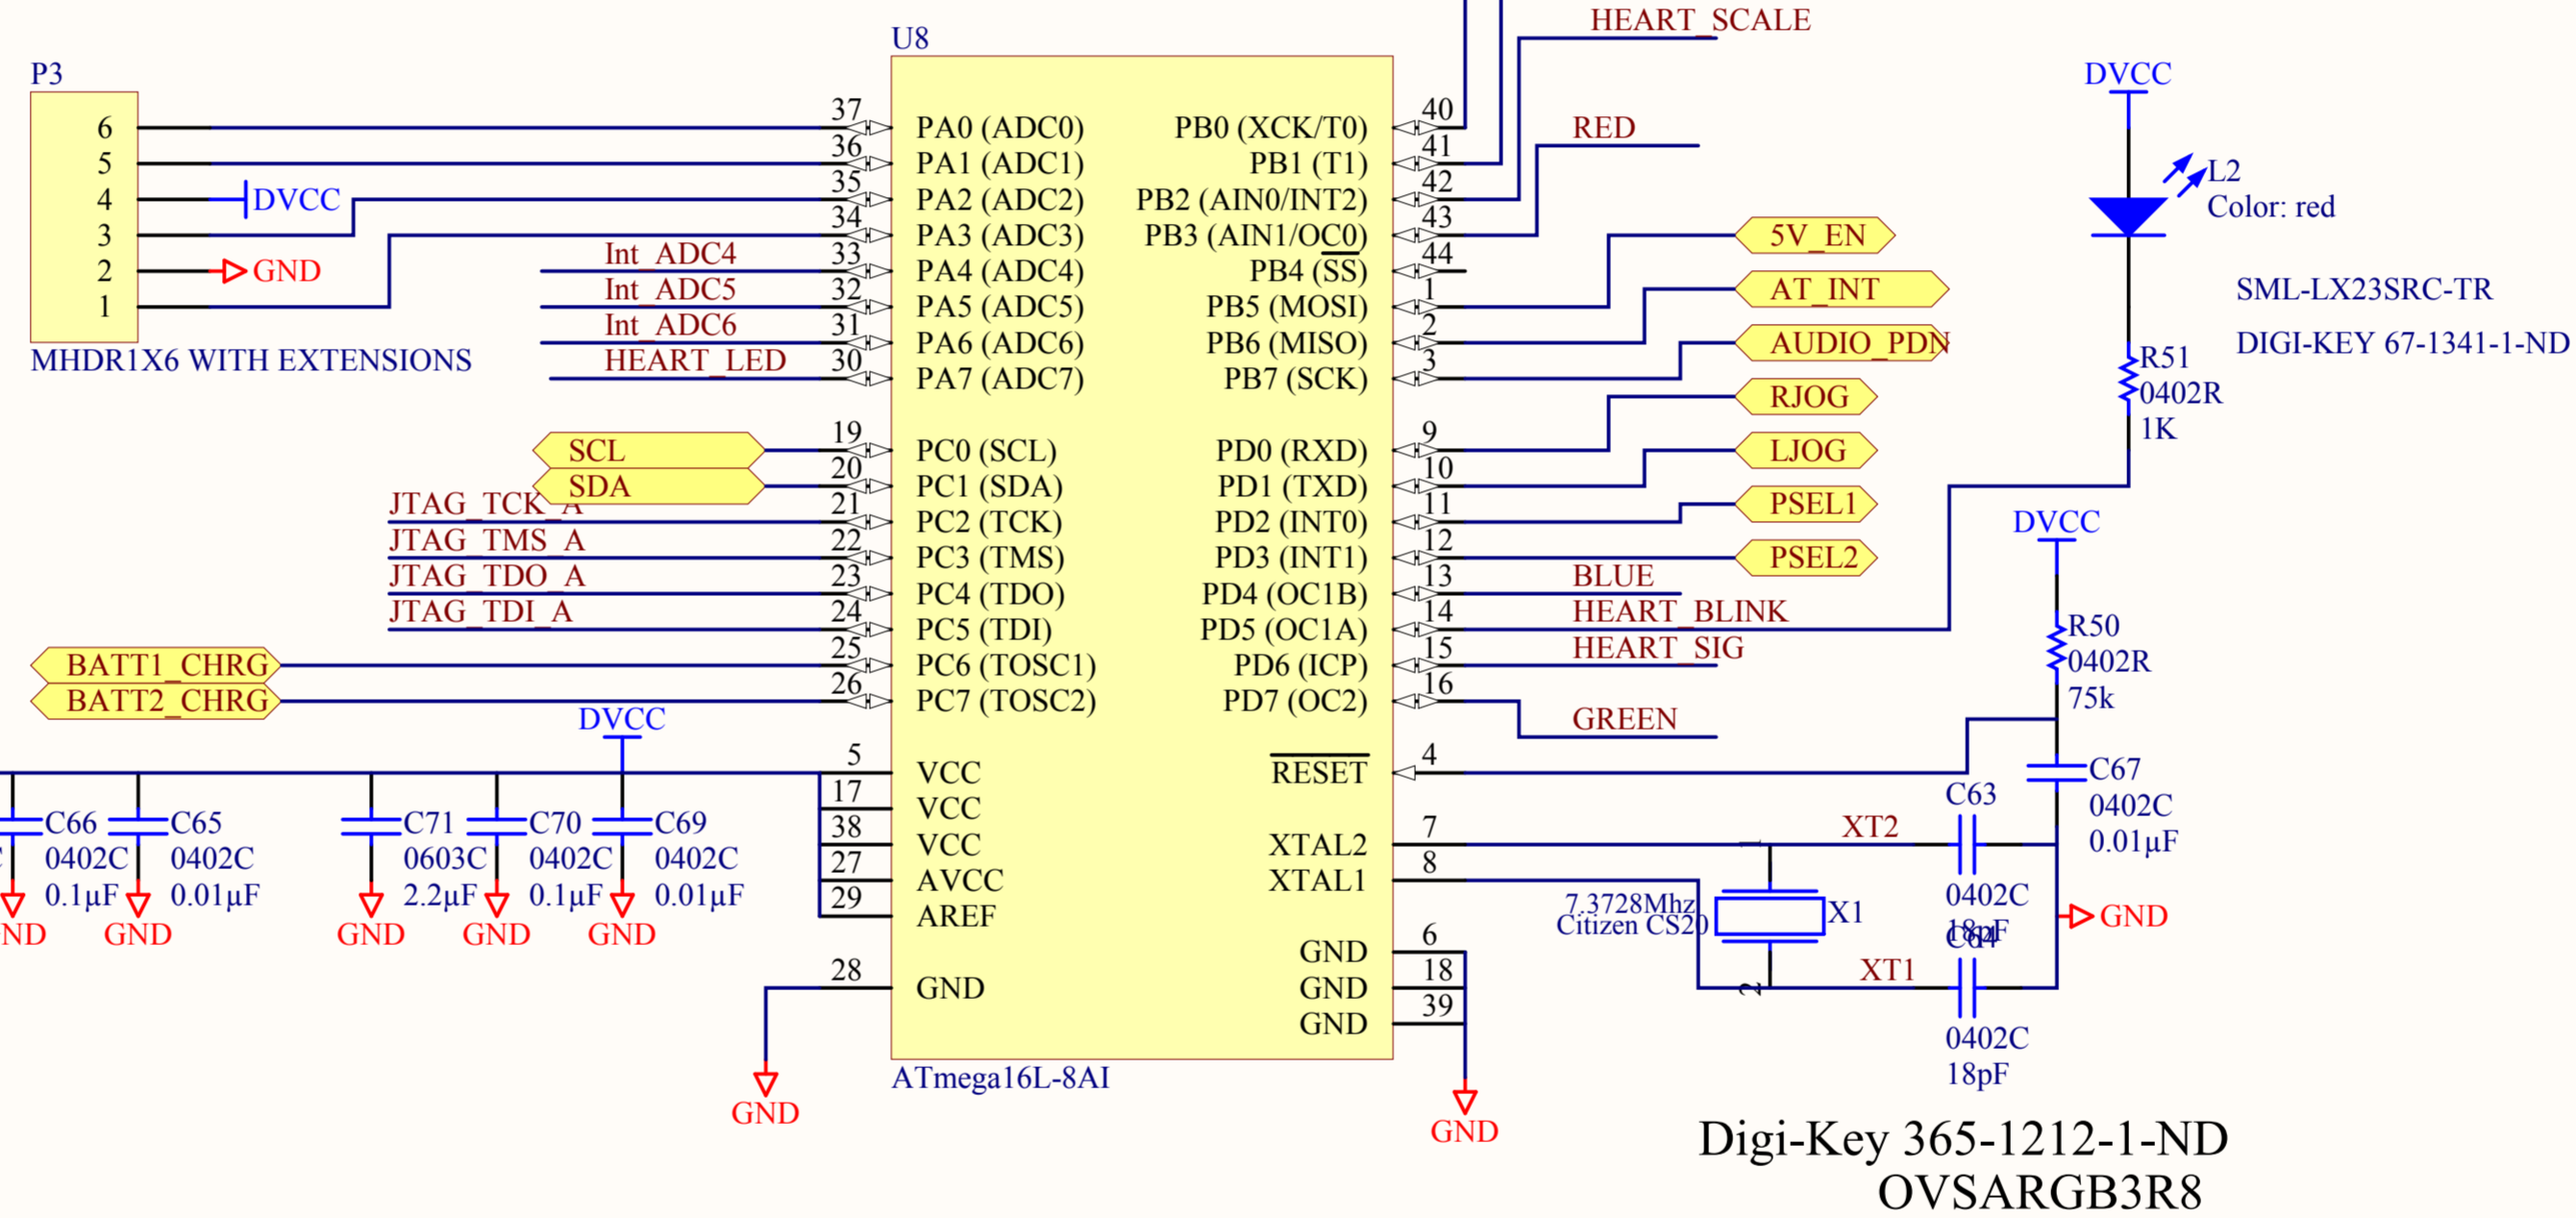 P3
6
5
4
3
2
1
DVCC
GND
MHDR1X6 WITH EXTENSIONS
Int_ADC4
Int_ADC5
Int_ADC6
HEART_LED
SCL
SDA
JTAG_TCK_A
JTAG_TMS_A
JTAG_TDO_A
JTAG_TDI_A
BATT1_CHRG
BATT2_CHRG
DVCC
C66
0402C
0.1µF
ND
C65
0402C
0.01µF
GND
C71
0603C
2.2µF
GND
C70
0402C
0.1µF
GND
C69
0402C
0.01µF
GND
GND
U8
37 PA0 (ADC0)
36 PA1 (ADC1)
35 PA2 (ADC2)
34 PA3 (ADC3)
33 PA4 (ADC4)
32 PA5 (ADC5)
31 PA6 (ADC6)
30 PA7 (ADC7)
19 PC0 (SCL)
20 PC1 (SDA)
21 PC2 (TCK)
22 PC3 (TMS)
23 PC4 (TDO)
24 PC5 (TDI)
25 PC6 (TOSC1)
26 PC7 (TOSC2)
5 VCC
17 VCC
38 VCC
27 AVCC
29 AREF
28 GND
PB0 (XCK/T0) 40
PB1 (T1) 41
PB2 (AIN0/INT2) 42
PB3 (AIN1/OC0) 43
PB4 (SS) 44
PB5 (MOSI) 1
PB6 (MISO) 2
PB7 (SCK) 3
PD0 (RXD) 9
PD1 (TXD) 10
PD2 (INT0) 11
PD3 (INT1) 12
PD4 (OC1B) 13
PD5 (OC1A) 14
PD6 (ICP) 15
PD7 (OC2) 16
RESET 4
XTAL2 7
XTAL1 8
GND 6
GND 18
GND 39
ATmega16L-8AI
GND
HEART_SCALE
RED
5V_EN
AT_INT
AUDIO_PDN
RJOG
LJOG
PSEL1
PSEL2
BLUE
HEART_BLINK
HEART_SIG
GREEN
DVCC
L2
Color: red
SML-LX23SRC-TR
DIGI-KEY 67-1341-1-ND
R51
0402R
1K
DVCC
R50
0402R
75k
C67
0402C
0.01µF
XT2
C63
0402C
18pF
1
7.3728Mhz
Citizen CS20
X1
2
GND
XT1
C64
0402C
18pF
Digi-Key 365-1212-1-ND
OVSARGB3R8